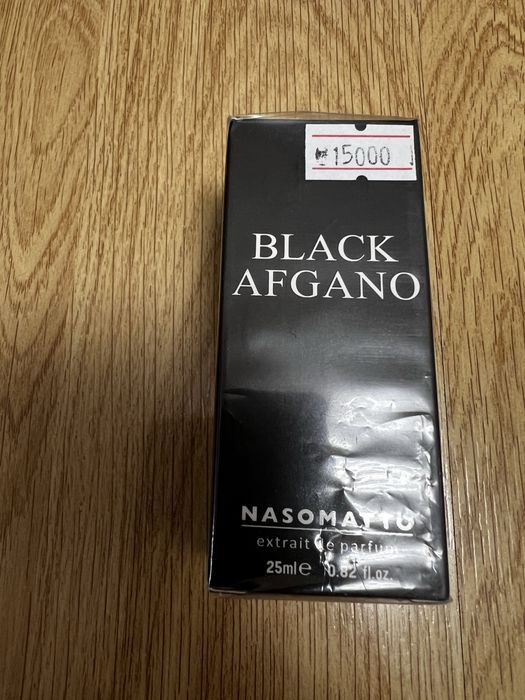 15000
BLACK
AFGANO
NASOMATTO
extrait de parfum
25ml℮ 0.82 fl.oz.